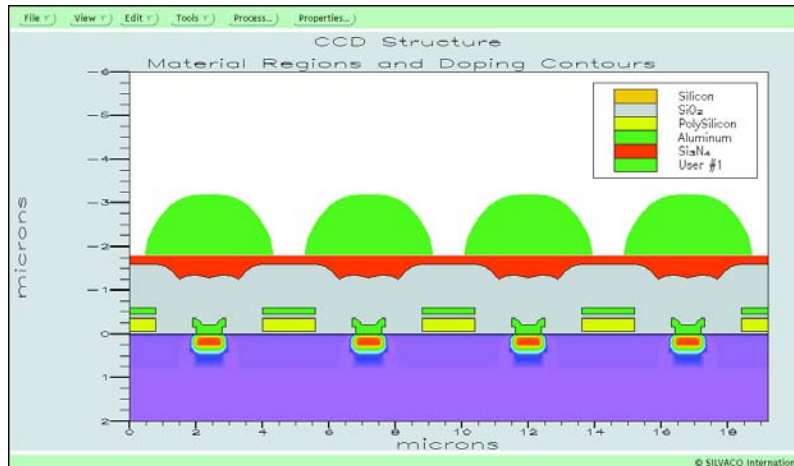 File ▽ View ▽ Edit ▽ Tools ▽ Process... Properties...
CCD Structure
Material Regions and Doping Contours
Silicon
SiO₂
PolySilicon
Aluminum
Si₃N₄
User #1
microns
-6
-5
-4
-3
-2
-1
0
1
2
0 2 4 6 8 10 12 14 16 18
microns
© SILVACO Internation